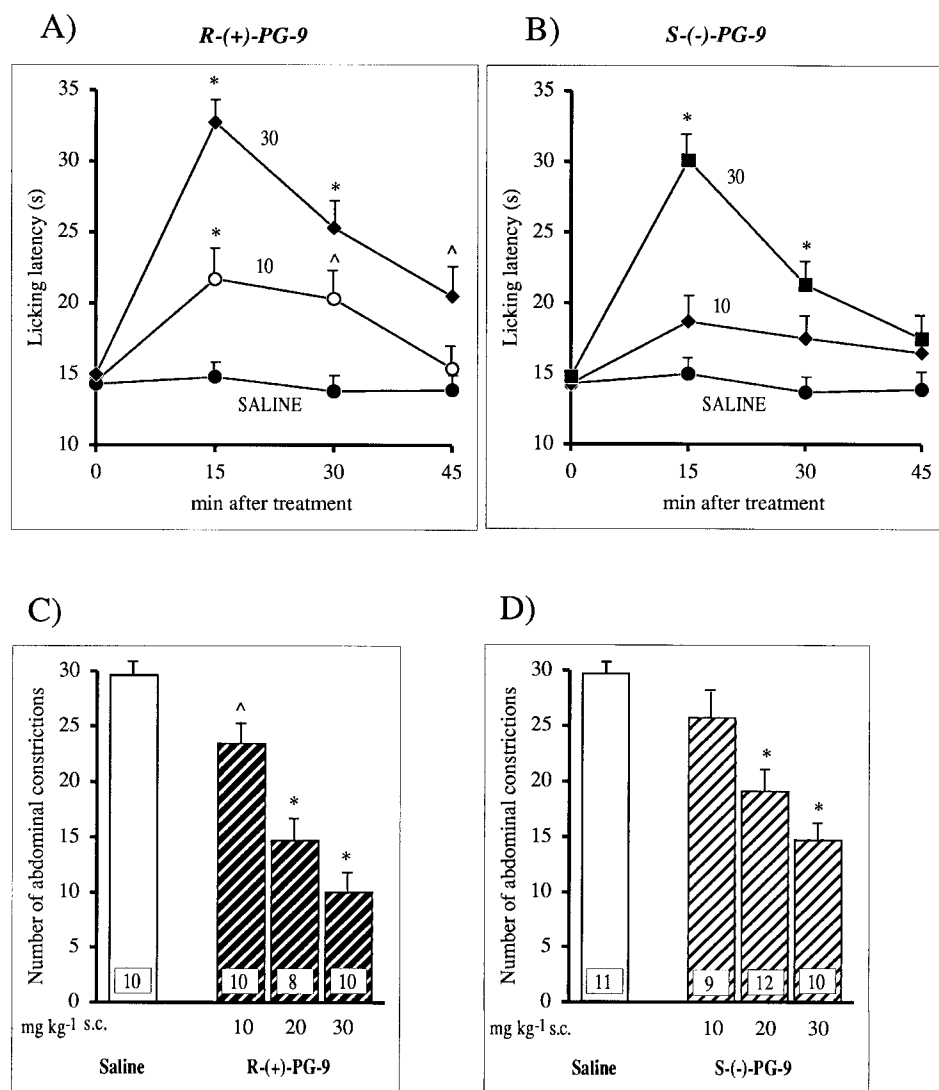 A)
R-(+)-PG-9
35
30
25
20
15
10
Licking latency (s)
*
30
*
*
10
^
^
SALINE
0 15 30 45
min after treatment
B)
S-(-)-PG-9
35
30
25
20
15
10
Licking latency (s)
*
30
*
10
SALINE
0 15 30 45
min after treatment
C)
30
25
20
15
10
5
0
Number of abdominal constrictions
^
*
*
10 10 8 10
mg kg-1 s.c. 10 20 30
Saline R-(+)-PG-9
D)
30
25
20
15
10
5
0
Number of abdominal constrictions
*
*
11 9 12 10
mg kg-1 s.c. 10 20 30
Saline S-(-)-PG-9